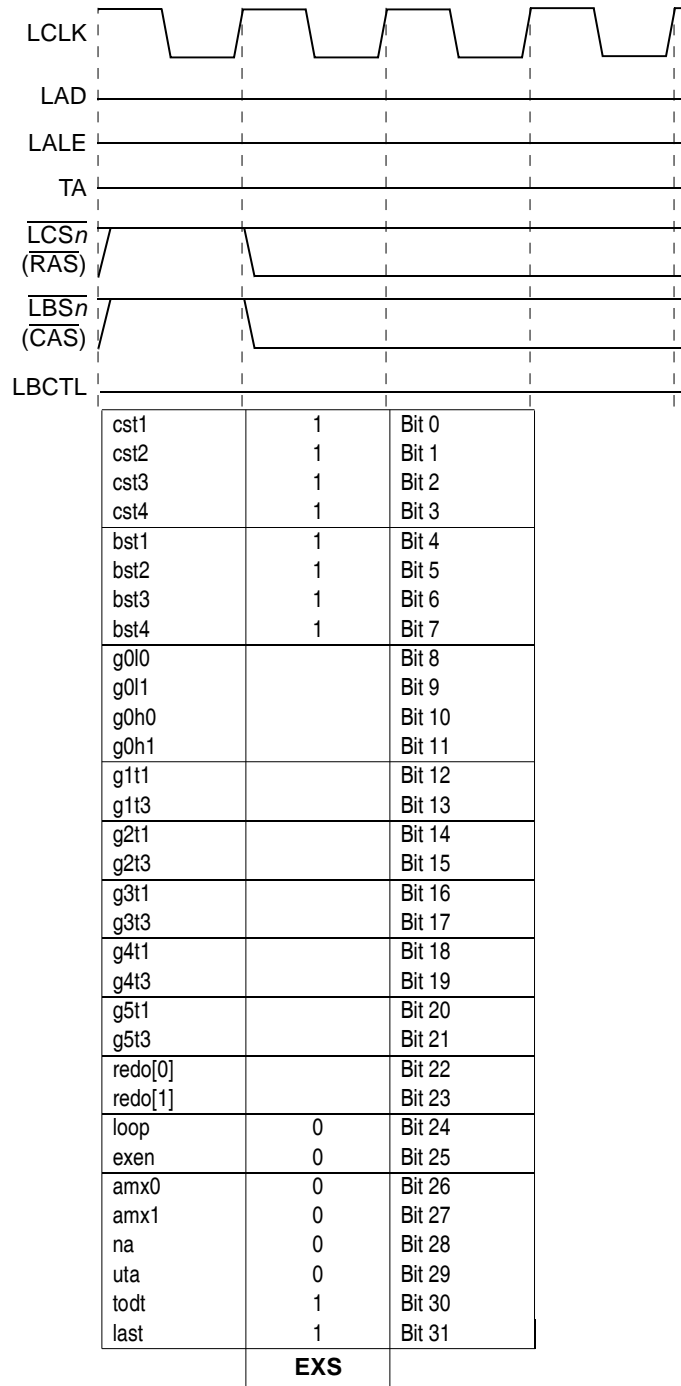 LCLK
LAD
LALE
TA
LCSn
(RAS)
LBSn
(CAS)
LBCTL
cst1 1 Bit 0
cst2 1 Bit 1
cst3 1 Bit 2
cst4 1 Bit 3
bst1 1 Bit 4
bst2 1 Bit 5
bst3 1 Bit 6
bst4 1 Bit 7
g0l0 Bit 8
g0l1 Bit 9
g0h0 Bit 10
g0h1 Bit 11
g1t1 Bit 12
g1t3 Bit 13
g2t1 Bit 14
g2t3 Bit 15
g3t1 Bit 16
g3t3 Bit 17
g4t1 Bit 18
g4t3 Bit 19
g5t1 Bit 20
g5t3 Bit 21
redo[0] Bit 22
redo[1] Bit 23
loop 0 Bit 24
exen 0 Bit 25
amx0 0 Bit 26
amx1 0 Bit 27
na 0 Bit 28
uta 0 Bit 29
todt 1 Bit 30
last 1 Bit 31
EXS